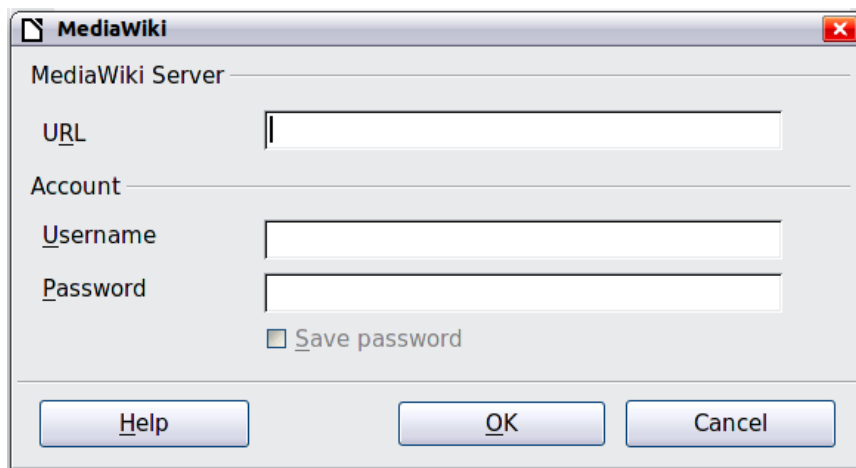 MediaWiki
MediaWiki Server
URL
Account
Username
Password
Save password
Help OK Cancel